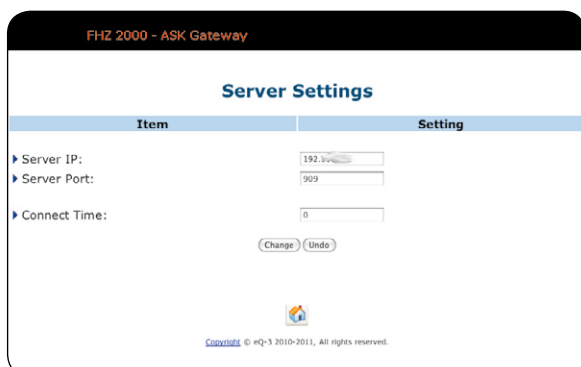 FHZ 2000 - ASK Gateway
Server Settings
Item Setting
Server IP:
Server Port: 909
Connect Time: 0
Change Undo
Copyright © eQ-3 2010-2011, All rights reserved.